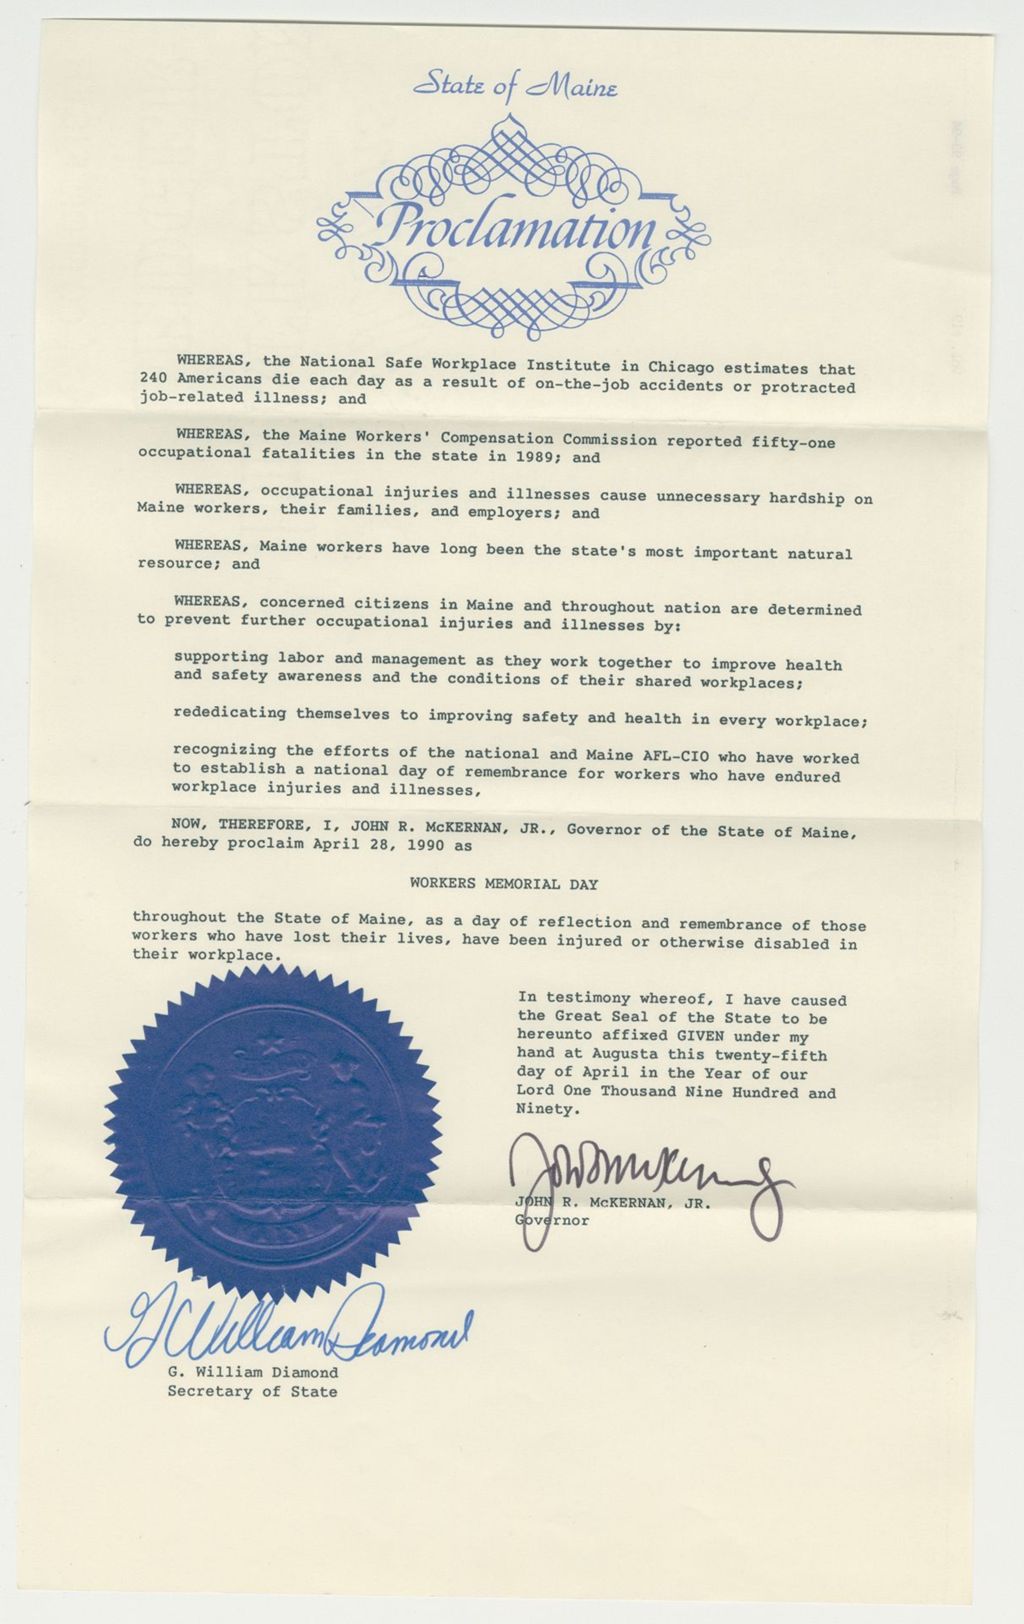 State of Maine
Proclamation
WHEREAS, the National Safe Workplace Institute in Chicago estimates that
240 Americans die each day as a result of on-the-job accidents or protracted
job-related illness; and
WHEREAS, the Maine Workers' Compensation Commission reported fifty-one
occupational fatalities in the state in 1989; and
WHEREAS, occupational injuries and illnesses cause unnecessary hardship on
Maine workers, their families, and employers; and
WHEREAS, Maine workers have long been the state's most important natural
resource; and
WHEREAS, concerned citizens in Maine and throughout nation are determined
to prevent further occupational injuries and illnesses by:
supporting labor and management as they work together to improve health
and safety awareness and the conditions of their shared workplaces;
rededicating themselves to improving safety and health in every workplace;
recognizing the efforts of the national and Maine AFL-CIO who have worked
to establish a national day of remembrance for workers who have endured
workplace injuries and illnesses,
NOW, THEREFORE, I, JOHN R. McKERNAN, JR., Governor of the State of Maine,
do hereby proclaim April 28, 1990 as
WORKERS MEMORIAL DAY
throughout the State of Maine, as a day of reflection and remembrance of those
workers who have lost their lives, have been injured or otherwise disabled in
their workplace.
In testimony whereof, I have caused
the Great Seal of the State to be
hereunto affixed GIVEN under my
hand at Augusta this twenty-fifth
day of April in the Year of our
Lord One Thousand Nine Hundred and
Ninety.
JOHN R. McKERNAN, JR.
Governor
MAINE
G William Diamond
G. William Diamond
Secretary of State